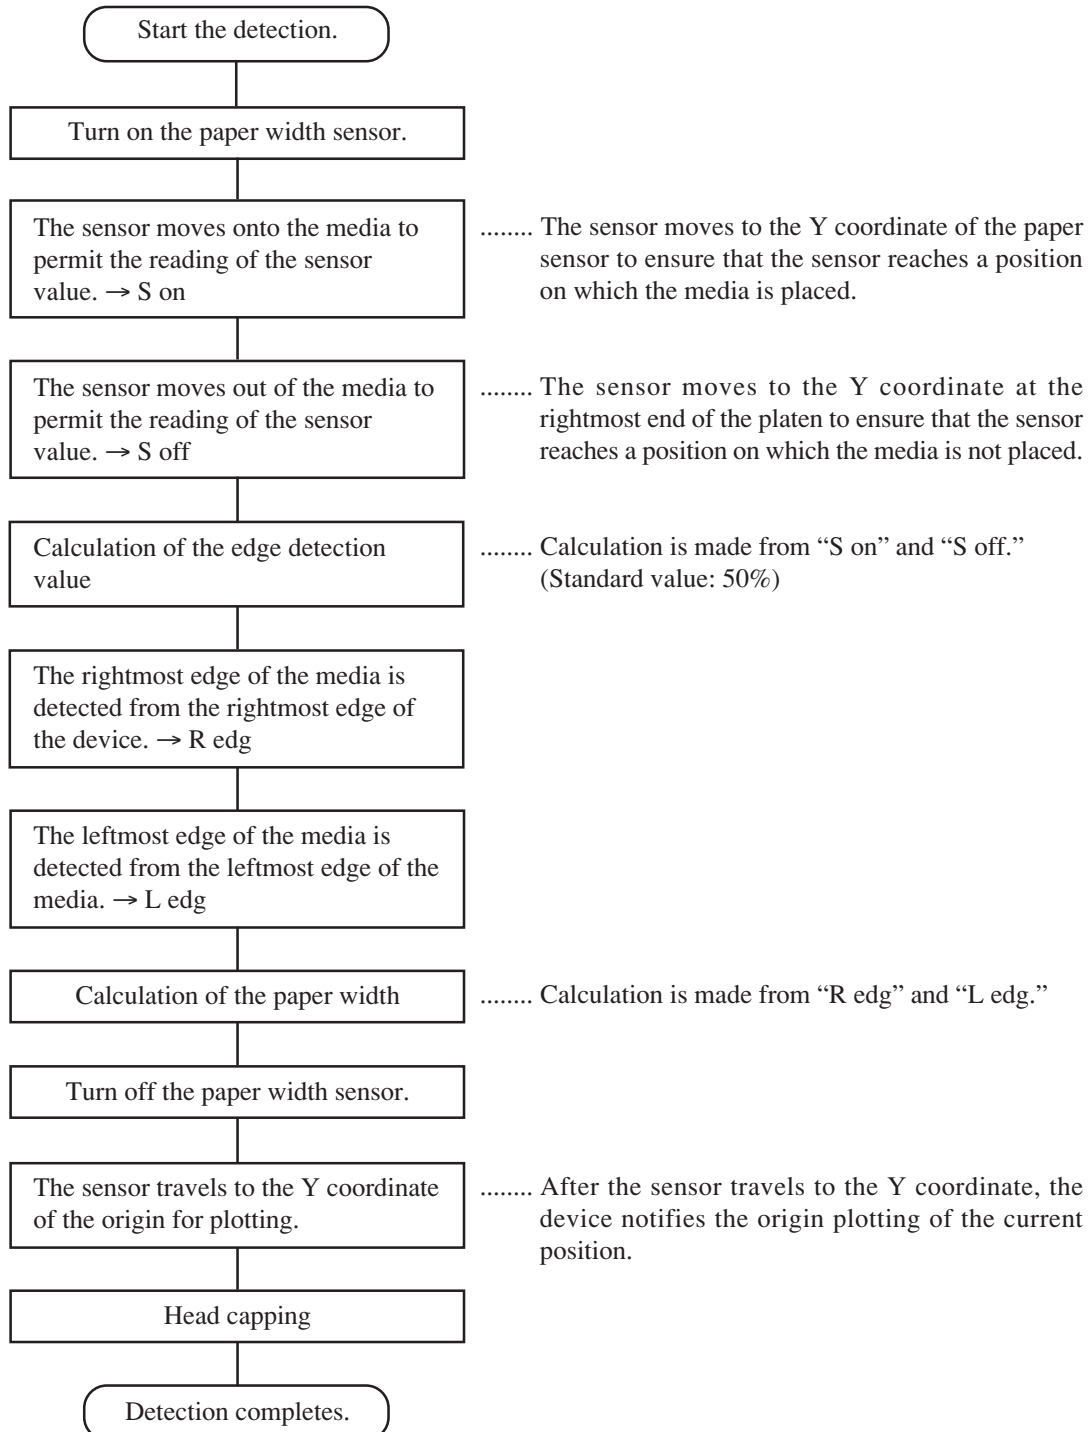 Start the detection.
Turn on the paper width sensor.
The sensor moves onto the media to
permit the reading of the sensor
value. → S on
........ The sensor moves to the Y coordinate of the paper
sensor to ensure that the sensor reaches a position
on which the media is placed.
The sensor moves out of the media to
permit the reading of the sensor
value. → S off
........ The sensor moves to the Y coordinate at the
rightmost end of the platen to ensure that the sensor
reaches a position on which the media is not placed.
Calculation of the edge detection
value
........ Calculation is made from “S on” and “S off.”
(Standard value: 50%)
The rightmost edge of the media is
detected from the rightmost edge of
the device. → R edg
The leftmost edge of the media is
detected from the leftmost edge of the
media. → L edg
Calculation of the paper width
........ Calculation is made from “R edg” and “L edg.”
Turn off the paper width sensor.
The sensor travels to the Y coordinate
of the origin for plotting.
........ After the sensor travels to the Y coordinate, the
device notifies the origin plotting of the current
position.
Head capping
Detection completes.